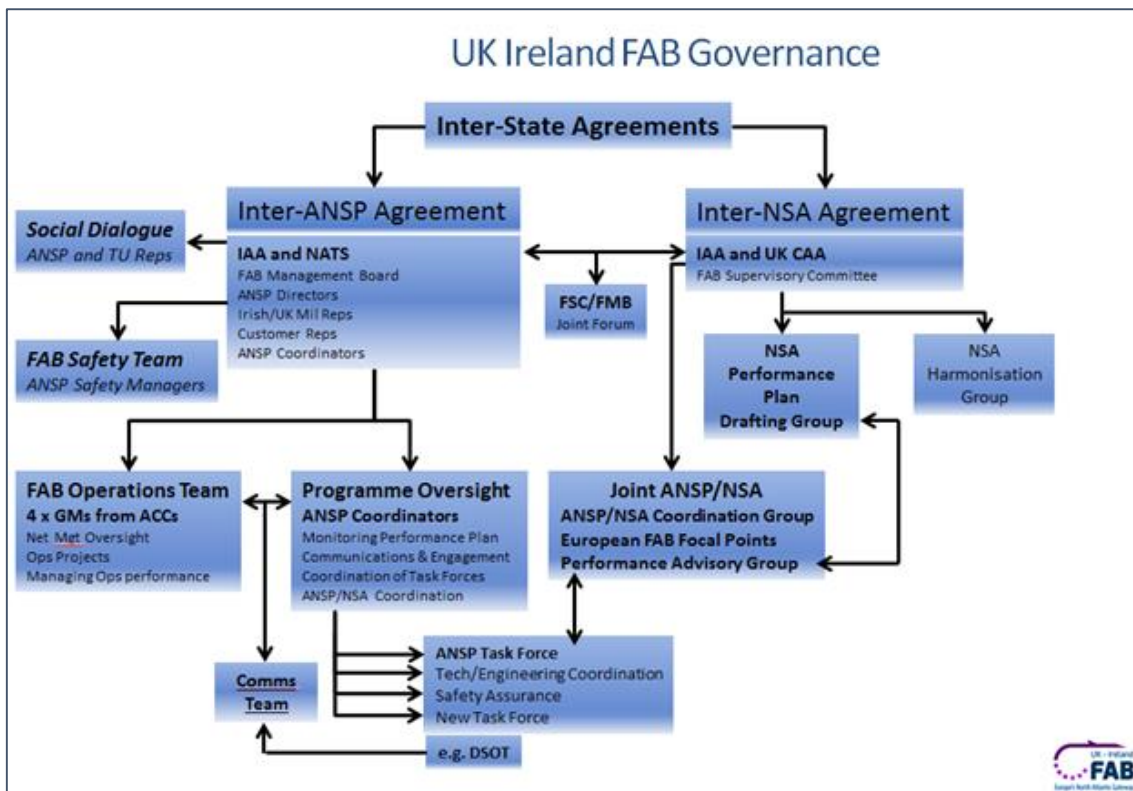 UK Ireland FAB Governance
Inter-State Agreements
Inter-ANSP Agreement
IAA and NATS
FAB Management Board
ANSP Directors
Irish/UK Mil Reps
Customer Reps
ANSP Coordinators
Inter-NSA Agreement
IAA and UK CAA
FAB Supervisory Committee
Social Dialogue
ANSP and TU Reps
FAB Safety Team
ANSP Safety Managers
FSC/FMB
Joint Forum
NSA
Performance
Plan
Drafting Group
NSA
Harmonisation
Group
FAB Operations Team
4 x GMs from ACCs
Net Mgt Oversight
Ops Projects
Managing Ops performance
Programme Oversight
ANSP Coordinators
Monitoring Performance Plan
Communications & Engagement
Coordination of Task Forces
ANSP/NSA Coordination
Joint ANSP/NSA
ANSP/NSA Coordination Group
European FAB Focal Points
Performance Advisory Group
Comms
Team
ANSP Task Force
Tech/Engineering Coordination
Safety Assurance
New Task Force
e.g. DSOT
UK - Ireland
FAB
Europe's North Atlantic Gateway